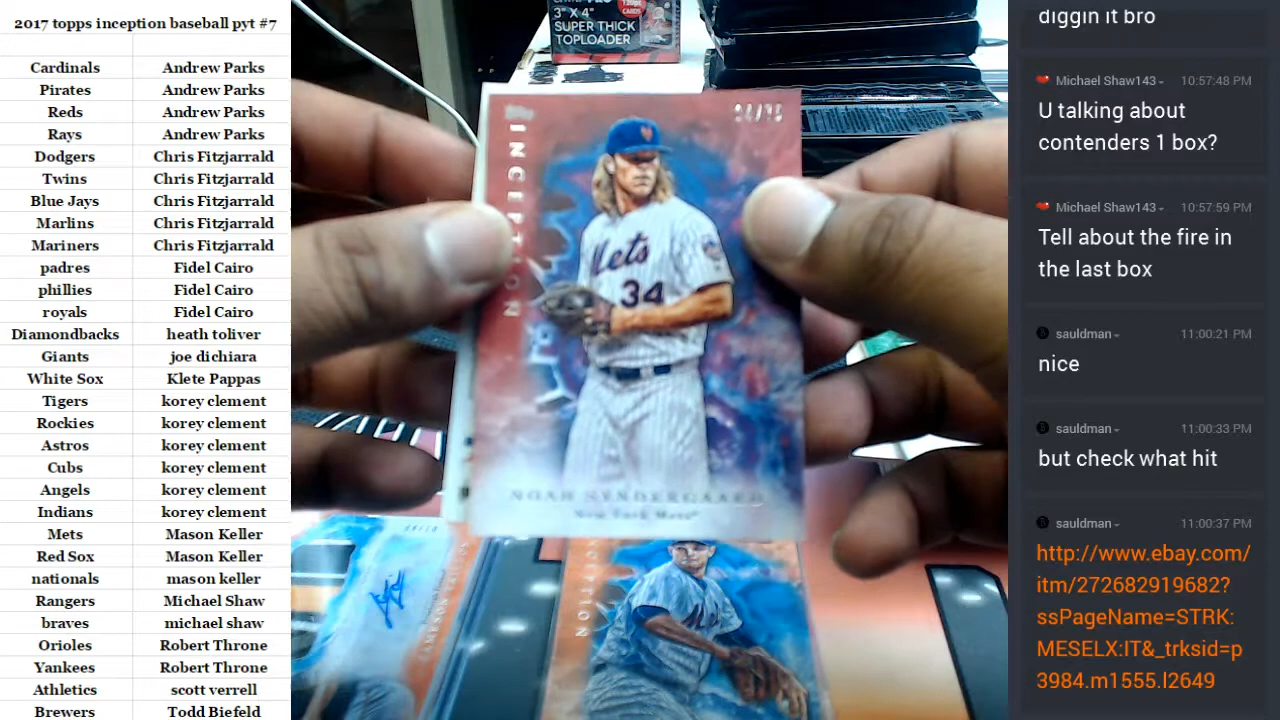 2017 topps inception baseball pyt #7
Cardinals Andrew Parks
Pirates Andrew Parks
Reds Andrew Parks
Rays Andrew Parks
Dodgers Chris Fitzjarrald
Twins Chris Fitzjarrald
Blue Jays Chris Fitzjarrald
Marlins Chris Fitzjarrald
Mariners Chris Fitzjarrald
padres Fidel Cairo
phillies Fidel Cairo
royals Fidel Cairo
Diamondbacks heath toliver
Giants joe dichiara
White Sox Klete Pappas
Tigers korey clement
Rockies korey clement
Astros korey clement
Cubs korey clement
Angels korey clement
Indians korey clement
Mets Mason Keller
Red Sox Mason Keller
nationals mason keller
Rangers Michael Shaw
braves michael shaw
Orioles Robert Throne
Yankees Robert Throne
Athletics scott verrell
Brewers Todd Biefeld
3" X 4"
SUPER THICK
TOPLOADER
INCEPTION
Mets
34
NOAH SYNDERGAARD
New York Mets
diggin it bro
Michael Shaw143 10:57:48 PM
U talking about
contenders 1 box?
Michael Shaw143 10:57:59 PM
Tell about the fire in
the last box
sauldman 11:00:21 PM
nice
sauldman 11:00:33 PM
but check what hit
sauldman 11:00:37 PM
http://www.ebay.com/
itm/272682919682?
ssPageName=STRK:
MESELX:IT&_trksid=p
3984.m1555.l2649